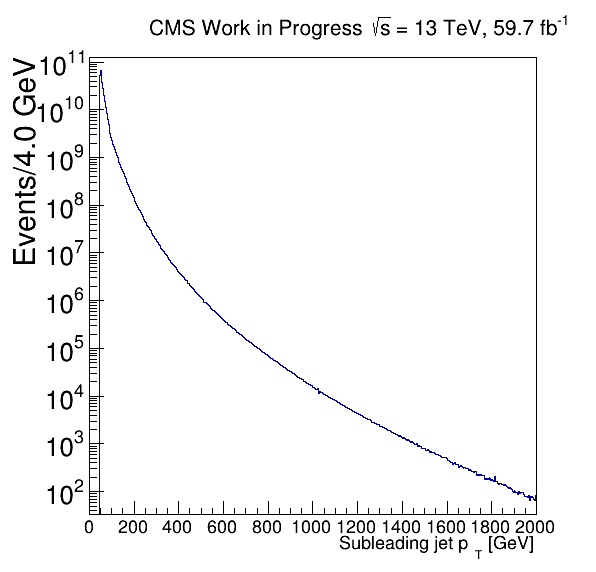 CMS Work in Progress √s = 13 TeV, 59.7 fb⁻¹
Events/4.0 GeV
10¹¹
10¹⁰
10⁹
10⁸
10⁷
10⁶
10⁵
10⁴
10³
10²
0 200 400 600 800 1000 1200 1400 1600 1800 2000
Subleading jet p_T [GeV]